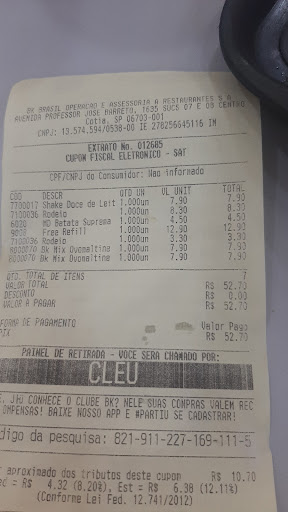 BK BRASIL OPERACAO E ASSESSORIA A RESTAURANTES S A
AVENIDA PROFESSOR JOSE BARRETO, 1635 SUCS 07 E 09 CENTRO
Cotia, SP 06703-001
CNPJ: 13.574.594/0538-00 IE 278256645116 IM
EXTRATO No. 012685
CUPOM FISCAL ELETRONICO - SAT
CPF/CNPJ do Consumidor: Nao informado
COD DESCR QTD UN VL UNIT TOTAL
7700017 Shake Doce de Leit 1.000un 7.90 7.90
7100036 Rodeio 1.000un 8.30 8.30
6020 MD Batata Suprema 1.000un 4.50 4.50
9008 Free Refill 1.000un 12.90 12.90
7100036 Rodeio 1.000un 3.30 3.30
8000070 Bk Mix Ovomaltine 1.000un 7.90 7.90
8000070 Bk Mix Ovomaltine 1.000un 7.90 7.90
QTD. TOTAL DE ITENS 7
VALOR TOTAL R$ 52.70
DESCONTO R$ 0.00
VALOR A PAGAR R$ 52.70
FORMA DE PAGAMENTO Valor Pago
PIX R$ 52.70
PAINEL DE RETIRADA - VOCE SERA CHAMADO POR:
CLEU
E, JÁ CONHECE O CLUBE BK? NELE SUAS COMPRAS VALEM REC
OMPENSAS! BAIXE NOSSO APP E #PARTIU SE CADASTRAR!
digo da pesquisa: 821-911-227-169-111-5
r aproximado dos tributos deste cupom R$ 10.70
ed = R$ 4.32 (8.20%), Est = R$ 6.38 (12.11%)
(Conforme Lei Fed. 12.741/2012)